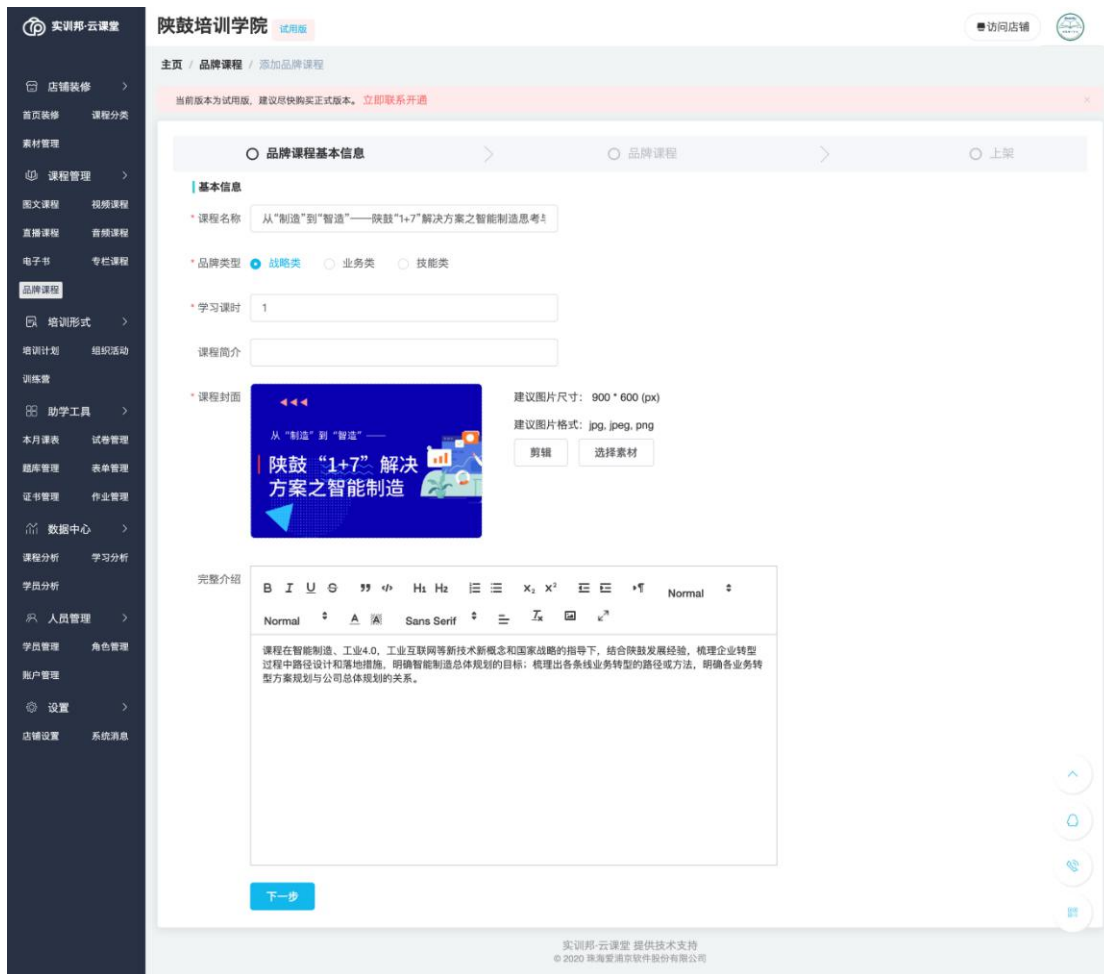 实训邦·云课堂
陕鼓培训学院 试用版
访问店铺
主页 / 品牌课程 / 添加品牌课程
当前版本为试用版，建议尽快购买正式版本。立即联系开通
店铺装修
首页装修 课程分类
素材管理
课程管理
图文课程 视频课程
直播课程 音频课程
电子书 专栏课程
品牌课程
培训形式
培训计划 组织活动
训练营
助学工具
本月课表 试卷管理
题库管理 表单管理
证书管理 作业管理
数据中心
课程分析 学习分析
学员分析
人员管理
学员管理 角色管理
账户管理
设置
店铺设置 系统消息
品牌课程基本信息 品牌课程 上架
基本信息
* 课程名称 从“制造”到“智造”——陕鼓“1+7”解决方案之智能制造思考与
* 品牌类型 战略类 业务类 技能类
* 学习课时 1
课程简介
* 课程封面
从 “制造” 到 “智造” ——
陕鼓 “1+7” 解决
方案之智能制造
建议图片尺寸： 900 * 600 (px)
建议图片格式： jpg, jpeg, png
剪辑 选择素材
完整介绍
B I U S H1 H2 x2 x2 Normal
Normal A A Sans Serif Tx
课程在智能制造、工业4.0，工业互联网等新技术新概念和国家战略的指导下，结合陕鼓发展经验，梳理企业转型
过程中路径设计和落地措施，明确智能制造总体规划的目标；梳理出各条线业务转型的路径或方法，明确各业务转
型方案规划与公司总体规划的关系。
下一步
实训邦·云课堂 提供技术支持
© 2020 珠海爱浦京软件股份有限公司